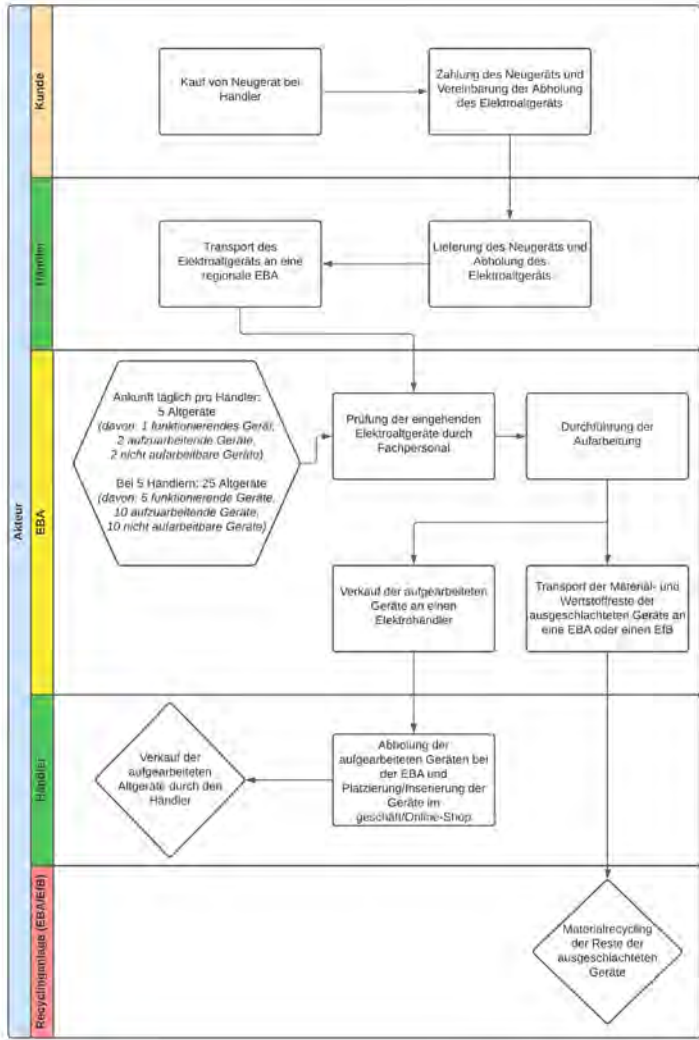 Akteur
Kunde
Kauf von Neugerät bei
Händler
Zahlung des Neugeräts und
Vereinbarung der Abholung
des Elektroaltgeräts
Händler
Transport des
Elektroaltgeräts an eine
regionale EBA
Lieferung des Neugeräts und
Abholung des
Elektroaltgeräts
EBA
Ankunft täglich pro Händler:
5 Altgeräte
(davon: 1 funktionierendes Gerät,
2 aufzuarbeitende Geräte,
2 nicht aufarbeitbare Geräte)
Bei 5 Händlern: 25 Altgeräte
(davon: 5 funktionierende Geräte,
10 aufzuarbeitende Geräte,
10 nicht aufarbeitbare Geräte)
Prüfung der eingehenden
Elektroaltgeräte durch
Fachpersonal
Durchführung der
Aufarbeitung
Verkauf der aufgearbeiteten
Geräte an einen
Elektrohändler
Transport der Material- und
Wertstoffreste der
ausgeschlachteten Geräte an
eine EBA oder einen EfB
Händler
Verkauf der
aufgearbeiteten
Altgeräte durch den
Händler
Abholung der
aufgearbeiteten Geräten bei
der EBA und
Platzierung/Inserierung der
Geräte im
geschäft/Online-Shop
Recyclinganlage (EBA/EfB)
Materialrecycling
der Reste der
ausgeschlachteten
Geräte